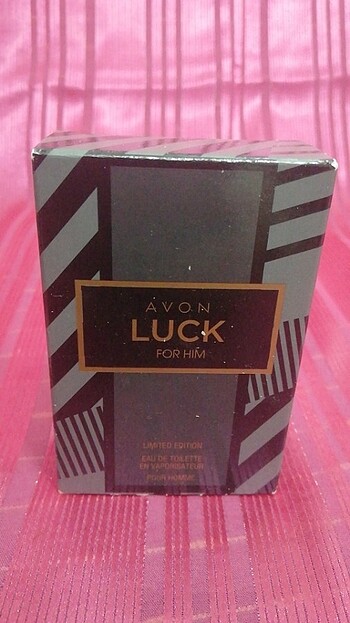 AVON
LUCK
FOR HIM
LIMITED EDITION
EAU DE TOILETTE
EN VAPORISATEUR
POUR HOMME